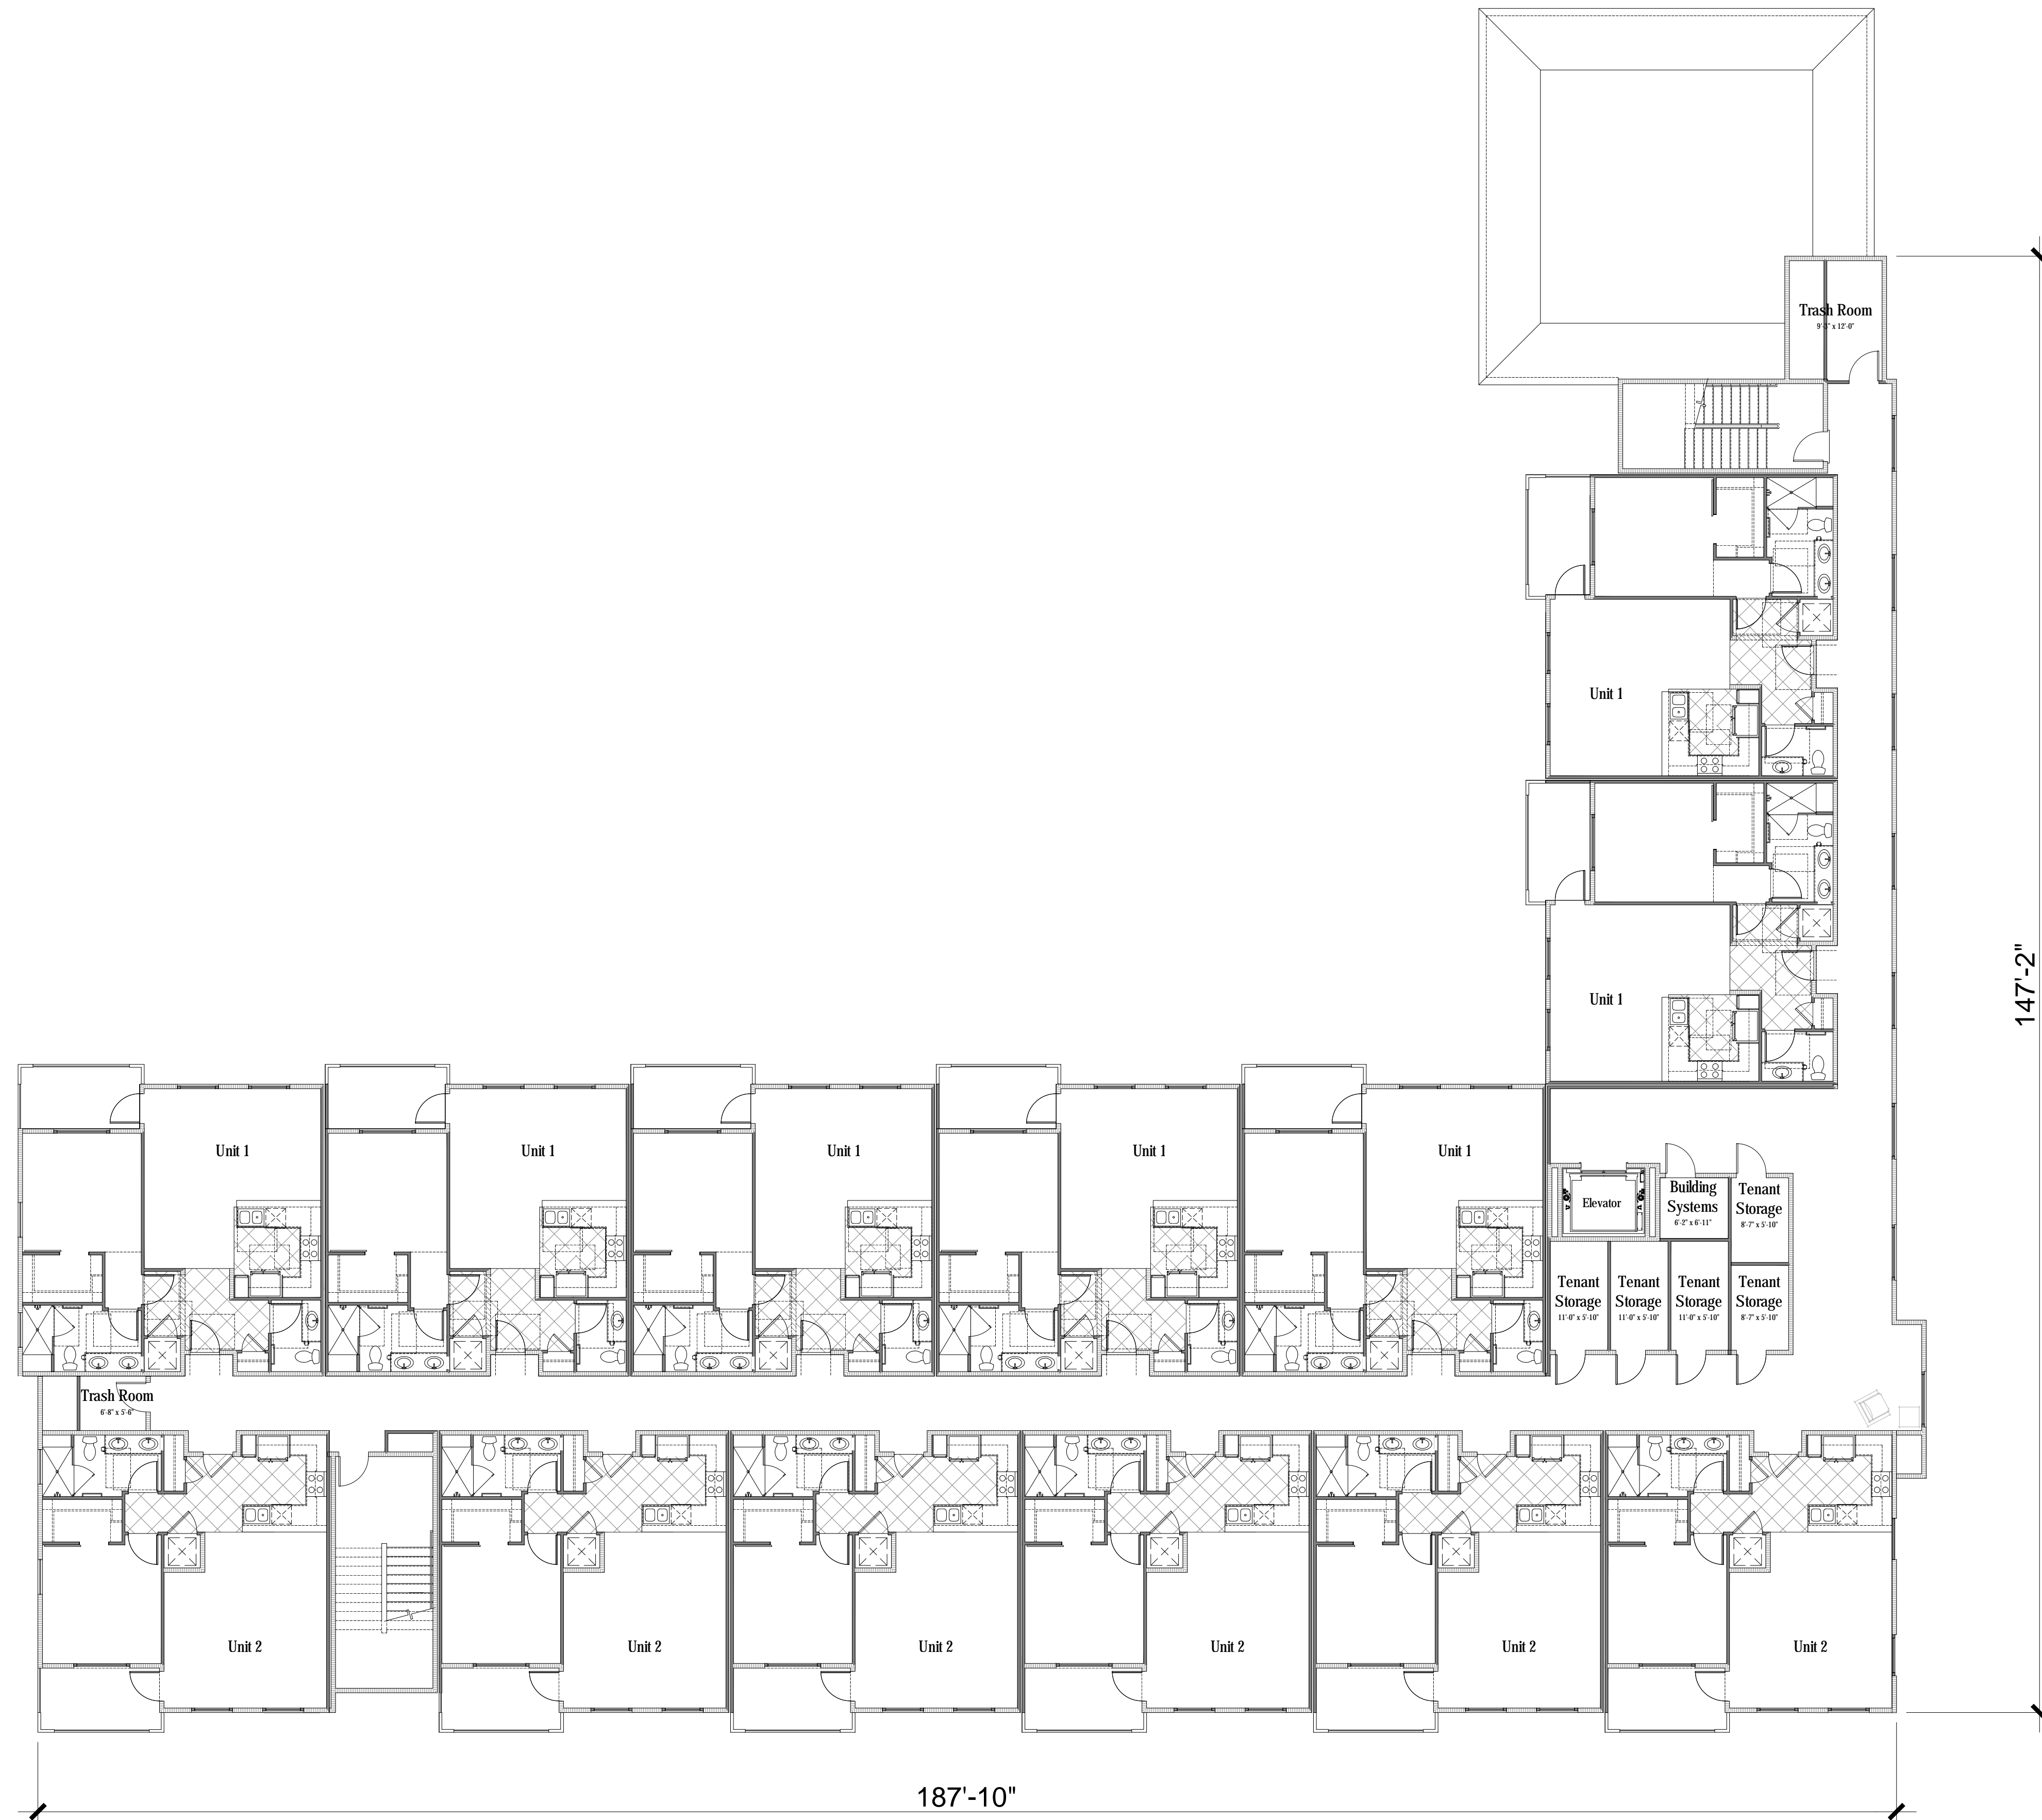 Trash Room
9'-3" x 12'-0"
Unit 1
147'-2"
Unit 1
Unit 1
Unit 1
Unit 1
Unit 1
Unit 1
Elevator
Building
Systems
6'-2" x 6'-11"
Tenant
Storage
8'-7" x 5'-10"
Tenant
Storage
11'-0" x 5'-10"
Tenant
Storage
11'-0" x 5'-10"
Tenant
Storage
11'-0" x 5'-10"
Tenant
Storage
8'-7" x 5'-10"
Trash Room
6'-8" x 5'-6"
Unit 2
Unit 2
Unit 2
Unit 2
Unit 2
Unit 2
187'-10"